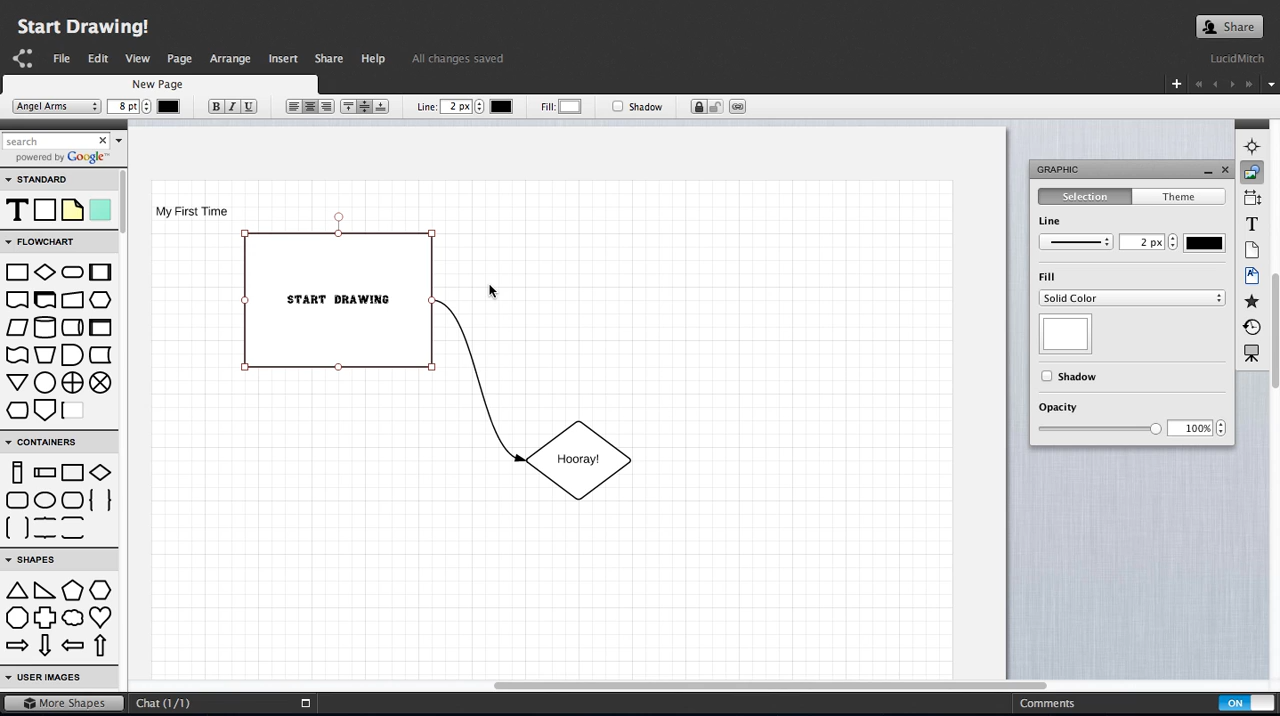 Start Drawing!
Share
File Edit View Page Arrange Insert Share Help All changes saved
LucidMitch
New Page
Angel Arms 8 pt B I U Line: 2 px Fill: Shadow
search
powered by Google™
STANDARD
T
FLOWCHART
CONTAINERS
SHAPES
USER IMAGES
More Shapes
My First Time
START DRAWING
Hooray!
GRAPHIC
Selection Theme
Line
2 px
Fill
Solid Color
Shadow
Opacity
100%
T
A
Chat (1/1)
Comments ON